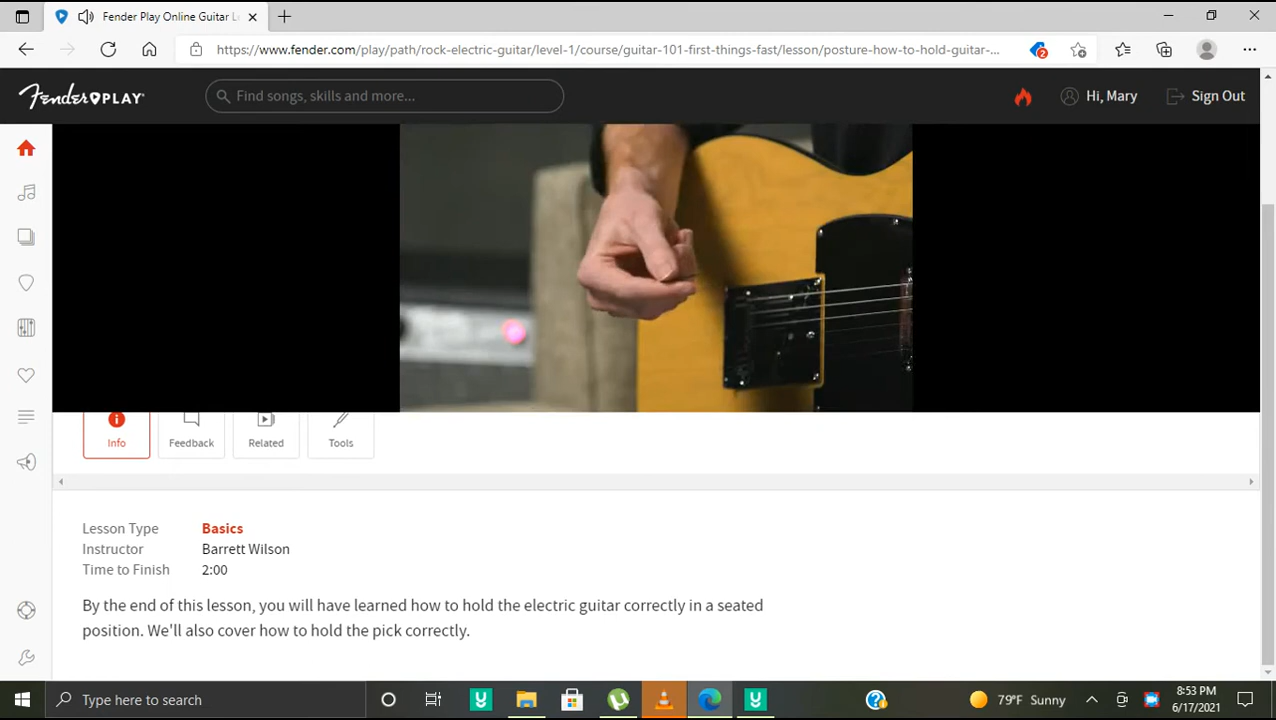 Fender Play Online Guitar L
https://www.fender.com/play/path/rock-electric-guitar/level-1/course/guitar-101-first-things-fast/lesson/posture-how-to-hold-guitar-...
2
Fender PLAY
Find songs, skills and more...
Hi, Mary
Sign Out
Info
Feedback
Related
Tools
Lesson Type Basics
Instructor Barrett Wilson
Time to Finish 2:00
By the end of this lesson, you will have learned how to hold the electric guitar correctly in a seated
position. We'll also cover how to hold the pick correctly.
Type here to search
79°F Sunny
8:53 PM
6/17/2021